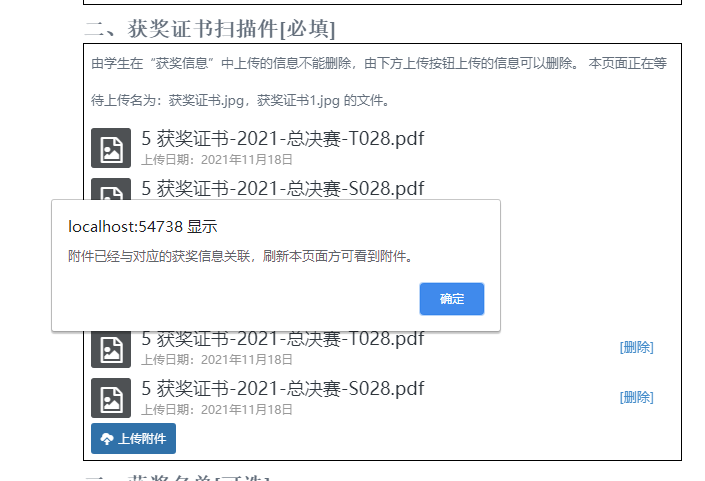 二、获奖证书扫描件[必填]
由学生在“获奖信息”中上传的信息不能删除，由下方上传按钮上传的信息可以删除。 本页面正在等
待上传名为：获奖证书.jpg，获奖证书1.jpg 的文件。
5 获奖证书-2021-总决赛-T028.pdf
上传日期：2021年11月18日
5 获奖证书-2021-总决赛-S028.pdf
localhost:54738 显示
附件已经与对应的获奖信息关联，刷新本页面方可看到附件。
确定
5 获奖证书-2021-总决赛-T028.pdf
[删除]
上传日期：2021年11月18日
5 获奖证书-2021-总决赛-S028.pdf
[删除]
上传日期：2021年11月18日
上传附件
三、获奖名单[可选]